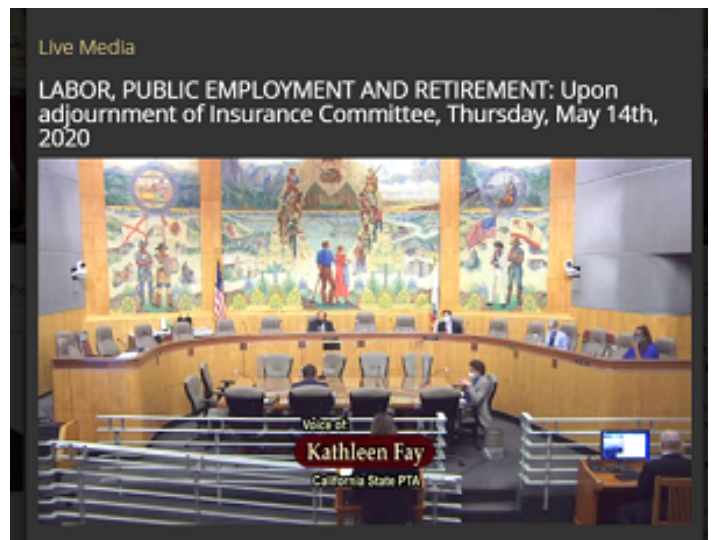 Live Media
LABOR, PUBLIC EMPLOYMENT AND RETIREMENT: Upon
adjournment of Insurance Committee, Thursday, May 14th,
2020
Voice of:
Kathleen Fay
California State PTA